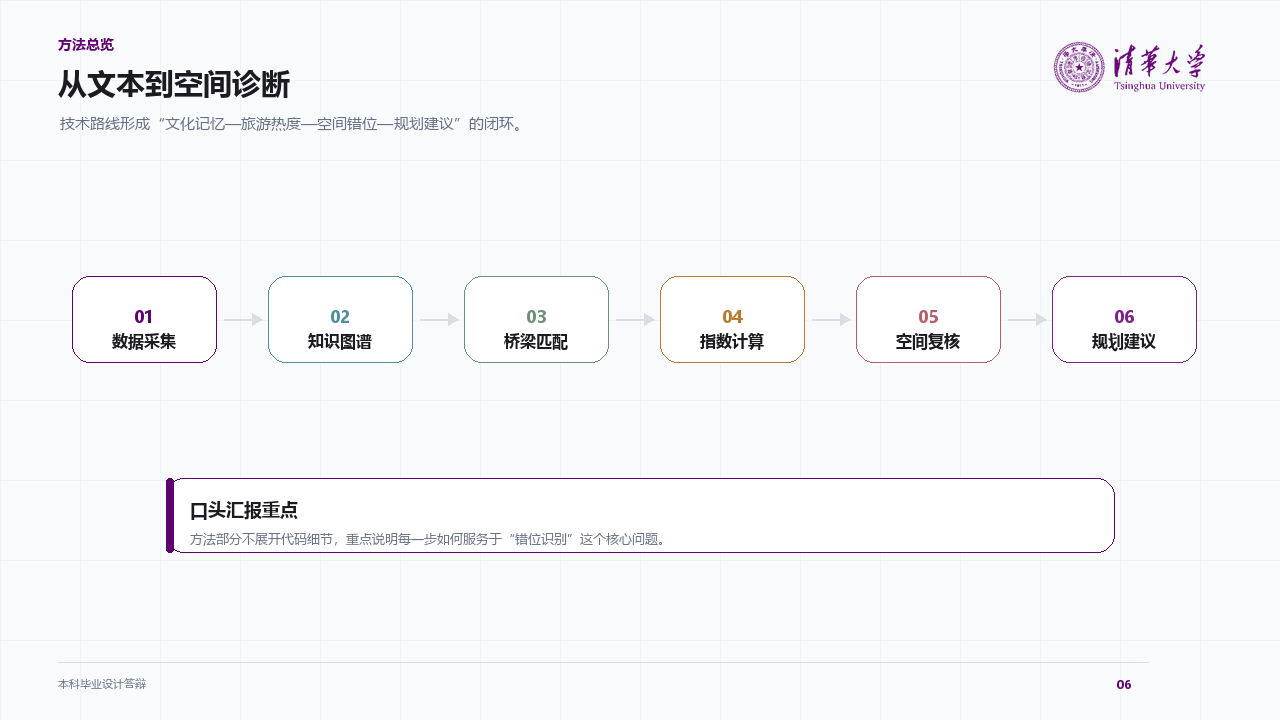 方法总览
从文本到空间诊断
技术路线形成“文化记忆—旅游热度—空间错位—规划建议”的闭环。
清華大学
Tsinghua University
01
数据采集
02
知识图谱
03
桥梁匹配
04
指数计算
05
空间复核
06
规划建议
口头汇报重点
方法部分不展开代码细节，重点说明每一步如何服务于“错位识别”这个核心问题。
本科毕业设计答辩
06